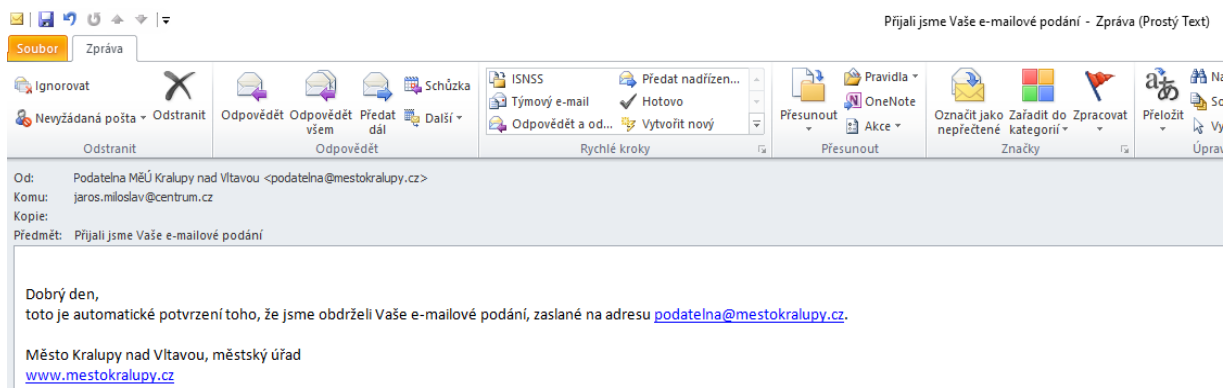 Přijali jsme Vaše e-mailové podání - Zpráva (Prostý Text)
Soubor Zpráva
Ignorovat
Nevyžádaná pošta
Odstranit
Odstranit
Odpovědět
Odpovědět všem
Předat dál
Schůzka
Další
Odpovědět
ISNSS
Týmový e-mail
Odpovědět a od...
Předat nadřízen...
Hotovo
Vytvořit nový
Rychlé kroky
Přesunout
Pravidla
OneNote
Akce
Přesunout
Označit jako nepřečtené
Zařadit do kategorií
Zpracovat
Značky
Přeložit
Od: Podatelna MěÚ Kralupy nad Vltavou <podatelna@mestokralupy.cz>
Komu: jaros.miloslav@centrum.cz
Kopie:
Předmět: Přijali jsme Vaše e-mailové podání
Dobrý den,
toto je automatické potvrzení toho, že jsme obdrželi Vaše e-mailové podání, zaslané na adresu podatelna@mestokralupy.cz.
Město Kralupy nad Vltavou, městský úřad
www.mestokralupy.cz